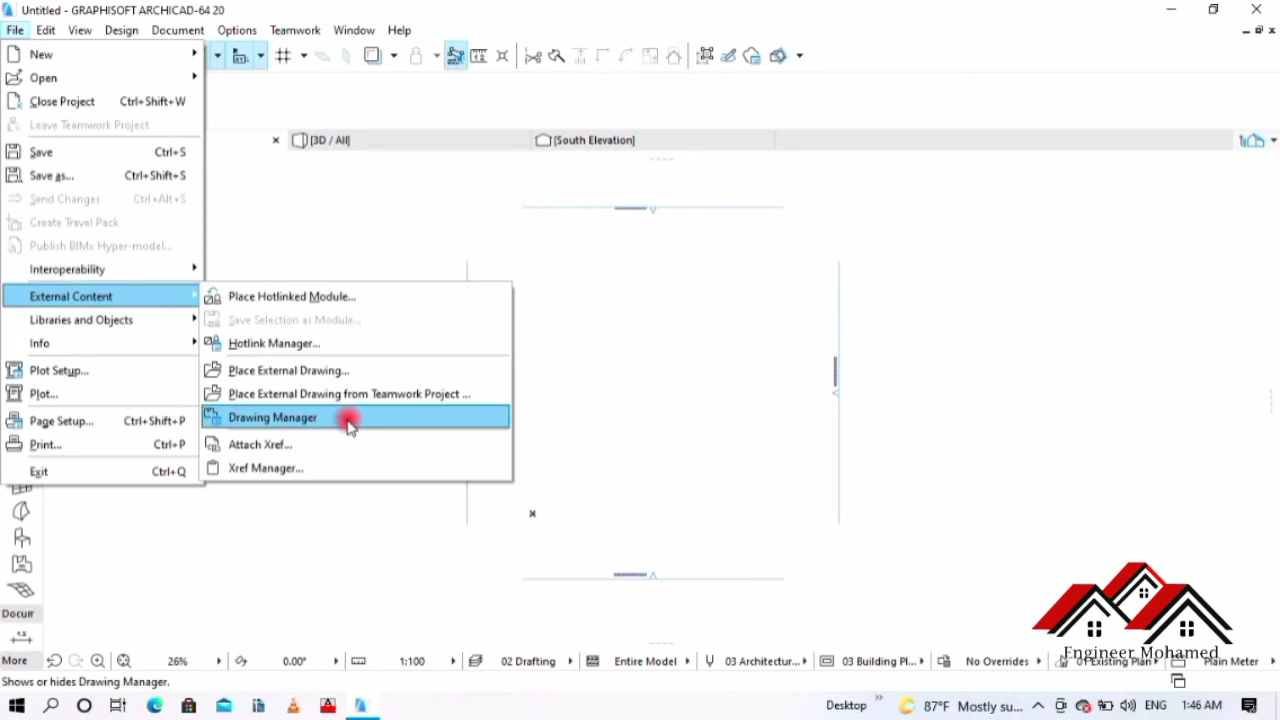 Untitled - GRAPHISOFT ARCHICAD-64 20
File Edit View Design Document Options Teamwork Window Help
New
Open
Close Project Ctrl+Shift+W
Leave Teamwork Project
[3D / All]
[South Elevation]
Save Ctrl+S
Save as... Ctrl+Shift+S
Send Changes Ctrl+Alt+S
Create Travel Pack
Publish BIMx Hyper-model...
Interoperability
External Content
Libraries and Objects
Info
Plot Setup...
Plot...
Page Setup... Ctrl+Shift+P
Print... Ctrl+P
Exit Ctrl+Q
Place Hotlinked Module...
Save Selection as Module...
Hotlink Manager...
Place External Drawing...
Place External Drawing from Teamwork Project ...
Drawing Manager
Attach Xref...
Xref Manager...
Docum
More
Engineer Mohamed
26% 0.00° 1:100 02 Drafting Entire Model 03 Architectur... 03 Building Pl... No Overrides 01 Existing Plan Plain Meter
Shows or hides Drawing Manager.
Desktop 87°F Mostly su... ENG 1:46 AM